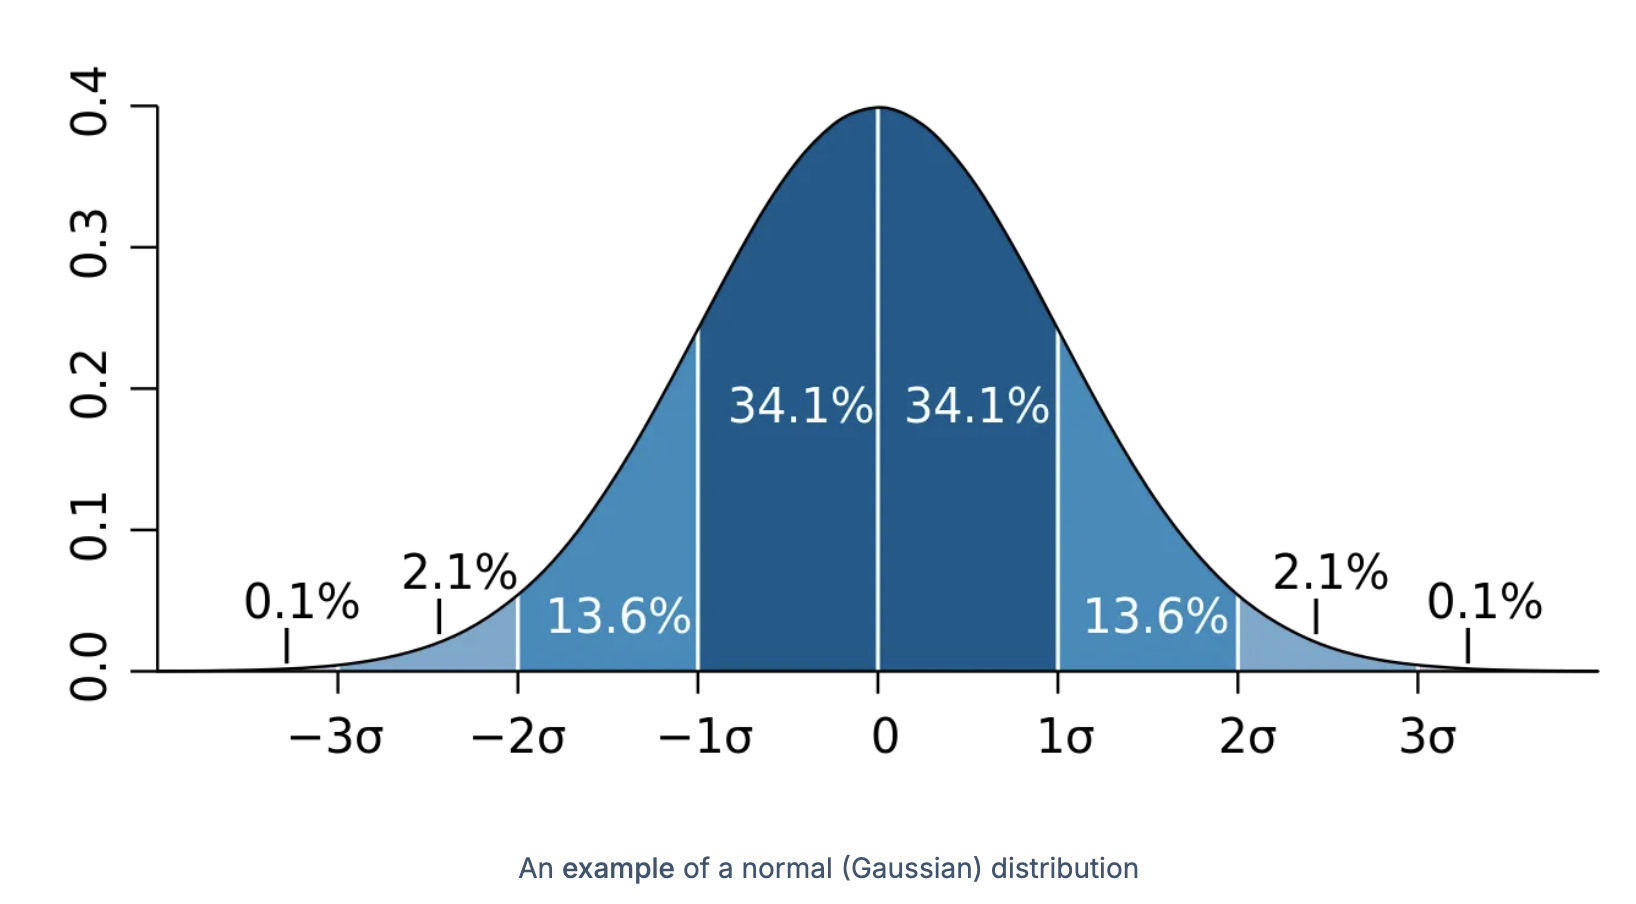 0.4
0.3
0.2
0.1
0.0
34.1% 34.1%
0.1% 2.1% 13.6% 13.6% 2.1% 0.1%
−3σ −2σ −1σ 0 1σ 2σ 3σ
An example of a normal (Gaussian) distribution